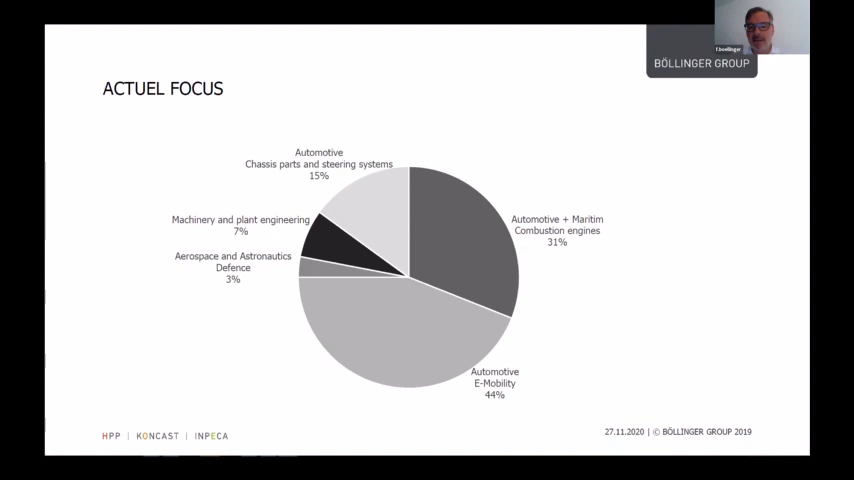 f.boellinger
BÖLLINGER GROUP
ACTUEL FOCUS
Automotive
Chassis parts and steering systems
15%
Machinery and plant engineering
7%
Aerospace and Astronautics
Defence
3%
Automotive + Maritim
Combustion engines
31%
Automotive
E-Mobility
44%
HPP | KONCAST | INPECA
27.11.2020 | © BÖLLINGER GROUP 2019